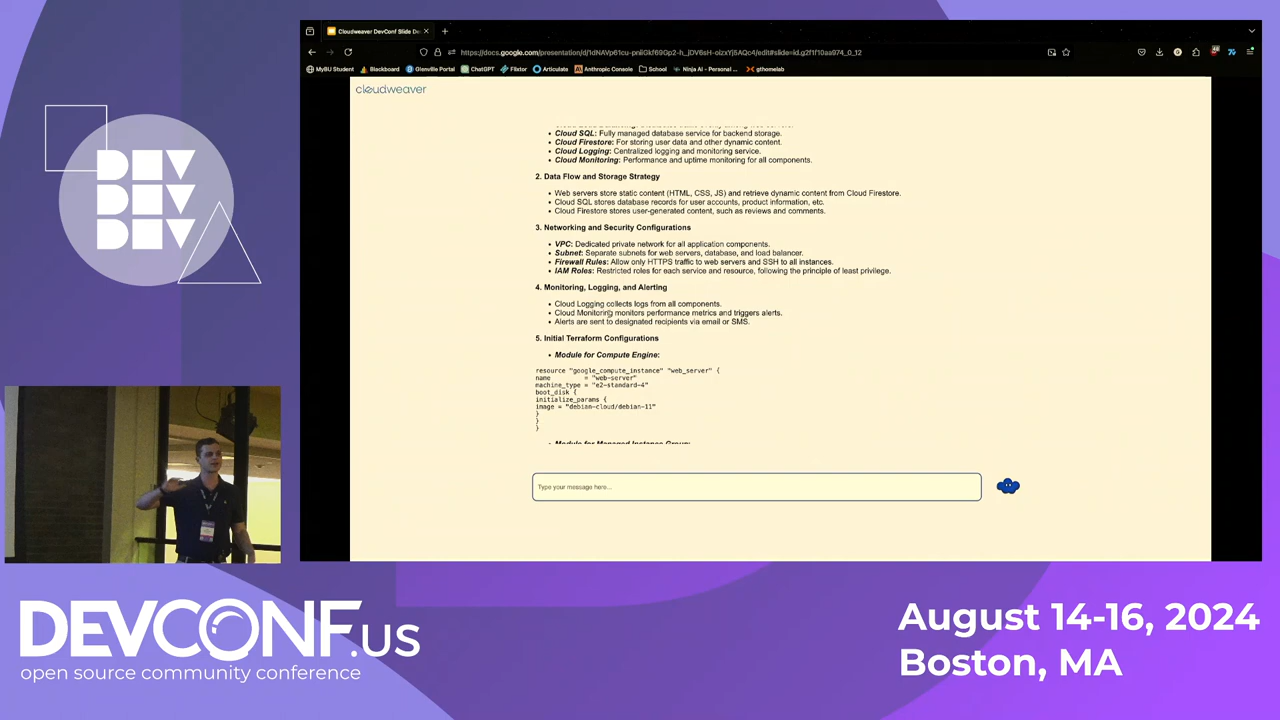 Cloudweaver DevConf Slide De
https://docs.google.com/presentation/d/1dNAVp61cu-pniiGkf69Gp2-h_jDV6sH-oizxYj5AQc4/edit#slide=id.g2f1f10aa974_0_12
MyBU Student
Blackboard
Glenville Portal
ChatGPT
Flixtor
Articulate
Anthropic Console
School
Ninja AI - Personal ...
gthomelab
cloudweaver
Cloud SQL: Fully managed database service for backend storage.
Cloud Firestore: For storing user data and other dynamic content.
Cloud Logging: Centralized logging and monitoring service.
Cloud Monitoring: Performance and uptime monitoring for all components.
2. Data Flow and Storage Strategy
Web servers store static content (HTML, CSS, JS) and retrieve dynamic content from Cloud Firestore.
Cloud SQL stores database records for user accounts, product information, etc.
Cloud Firestore stores user-generated content, such as reviews and comments.
3. Networking and Security Configurations
VPC: Dedicated private network for all application components.
Subnet: Separate subnets for web servers, database, and load balancer.
Firewall Rules: Allow only HTTPS traffic to web servers and SSH to all instances.
IAM Roles: Restricted roles for each service and resource, following the principle of least privilege.
4. Monitoring, Logging, and Alerting
Cloud Logging collects logs from all components.
Cloud Monitoring monitors performance metrics and triggers alerts.
Alerts are sent to designated recipients via email or SMS.
5. Initial Terraform Configurations
Module for Compute Engine:
resource "google_compute_instance" "web_server" {
name = "web-server"
machine_type = "e2-standard-4"
boot_disk {
initialize_params {
image = "debian-cloud/debian-11"
}
}
}
Module for Managed Instance Group:
Type your message here...
DEV
DEV
DEV
DEVCONF.us
open source community conference
August 14-16, 2024
Boston, MA